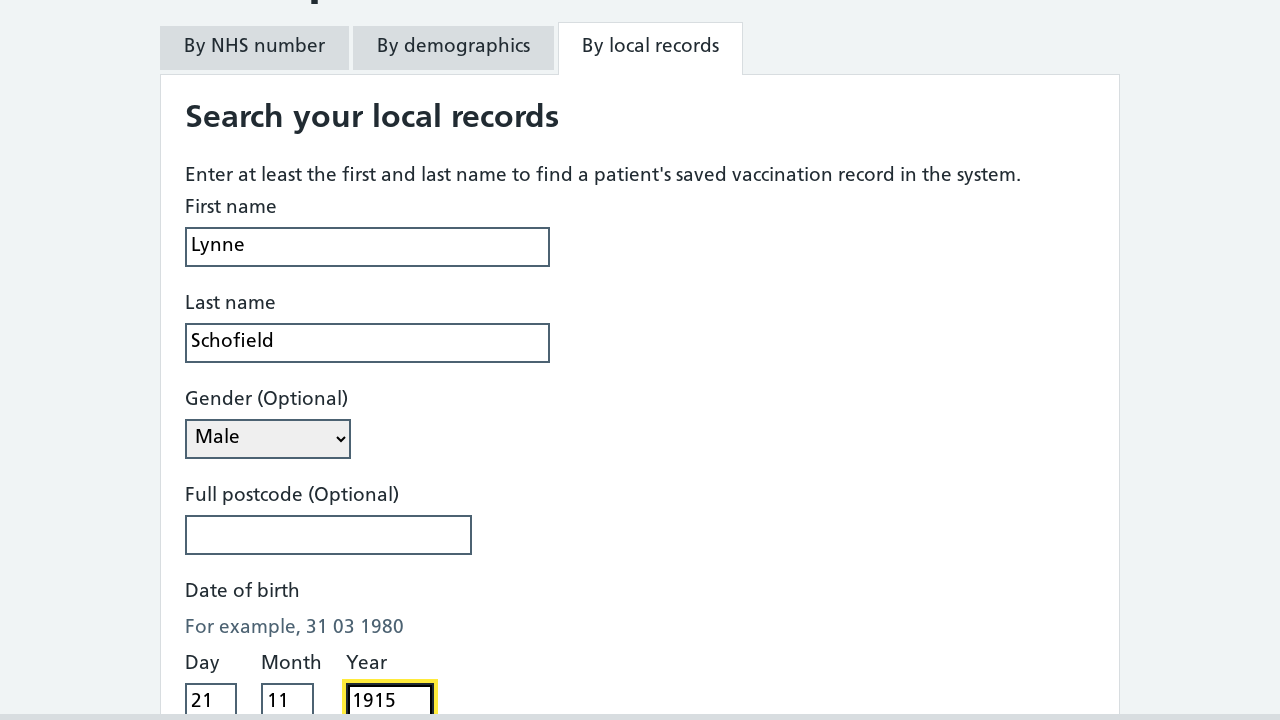 By NHS number
By demographics
By local records
Search your local records
Enter at least the first and last name to find a patient's saved vaccination record in the system.
First name
Lynne
Last name
Schofield
Gender (Optional)
Male
Full postcode (Optional)
Date of birth
For example, 31 03 1980
Day Month Year
21 11 1915